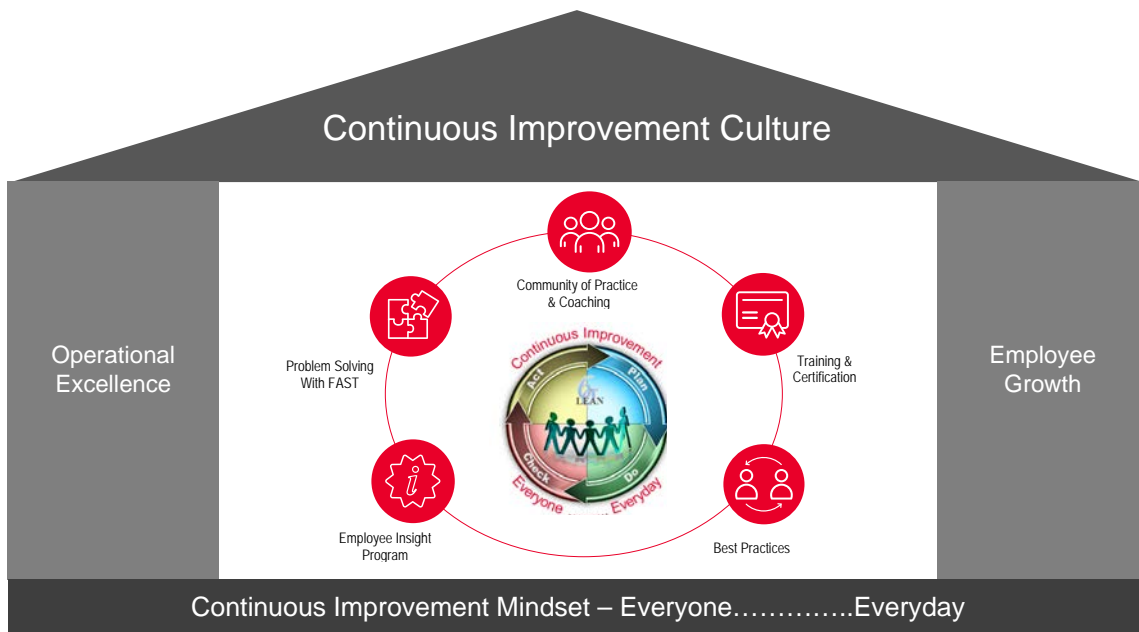 Continuous Improvement Culture
Operational
Excellence
Community of Practice
& Coaching
Problem Solving
With FAST
Training &
Certification
Employee Insight
Program
Best Practices
Continuous Improvement
Act
Plan
LEAN
Check
Do
Everyone
Everyday
Employee
Growth
Continuous Improvement Mindset – Everyone…………..Everyday